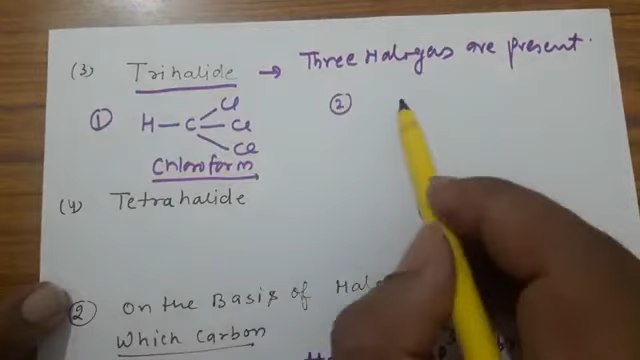 (3) Trihalide → Three Halogas are present.
① H—C—Cl
Cl
Cl
②
Chloroform
(4) Tetrahalide
② On the Basis of
Which Carbon